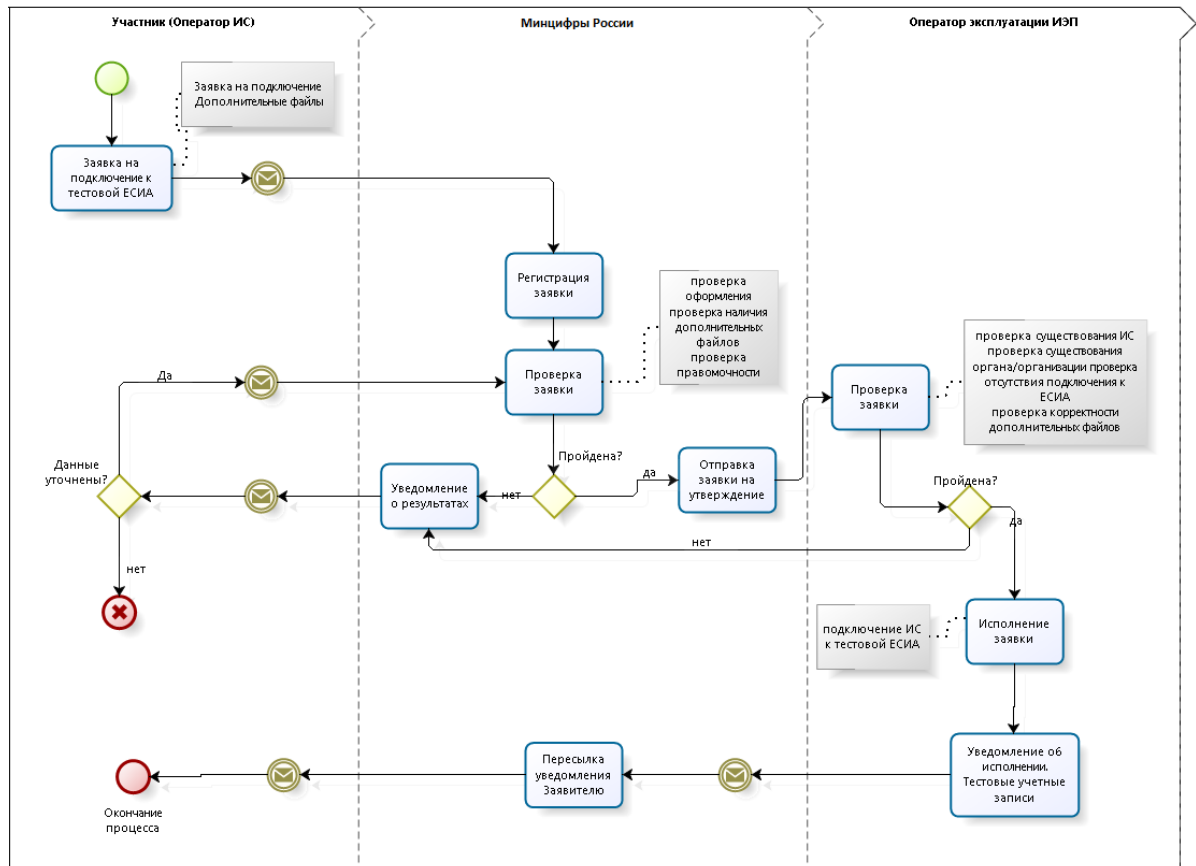 Участник (Оператор ИС)
Минцифры России
Оператор эксплуатации ИЭП
Заявка на подключение
Дополнительные файлы
Заявка на
подключение к
тестовой ЕСИА
Регистрация
заявки
проверка
оформления
проверка наличия
дополнительных
файлов
проверка
правомочности
проверка существования ИС
проверка существования
органа/организации проверка
отсутствия подключения к
ЕСИА
проверка корректности
дополнительных файлов
Да
Проверка
заявки
Проверка
заявки
Данные
уточнены?
Уведомление
о результатах
нет
Пройдена?
да
Отправка
заявки на
утверждение
Пройдена?
да
нет
нет
подключение ИС
к тестовой ЕСИА
Исполнение
заявки
Окончание
процесса
Пересылка
уведомления
Заявителю
Уведомление об
исполнении.
Тестовые учетные
записи